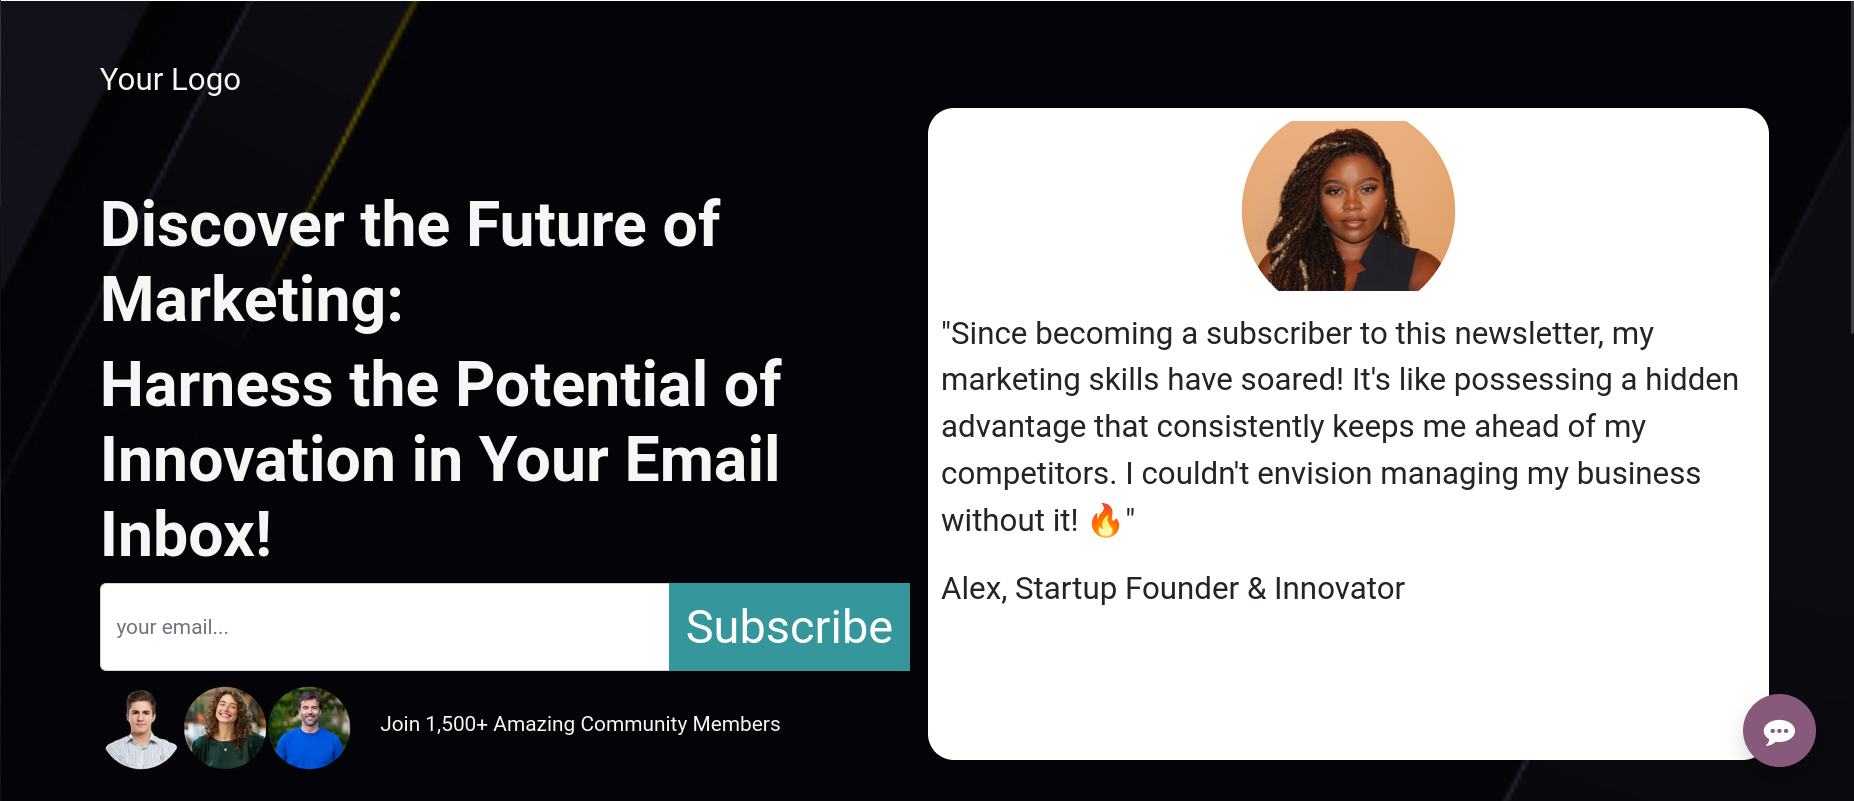 Your Logo
Discover the Future of
Marketing:
Harness the Potential of
Innovation in Your Email
Inbox!
your email...
Subscribe
Join 1,500+ Amazing Community Members
"Since becoming a subscriber to this newsletter, my
marketing skills have soared! It's like possessing a hidden
advantage that consistently keeps me ahead of my
competitors. I couldn't envision managing my business
without it! 🔥"
Alex, Startup Founder & Innovator